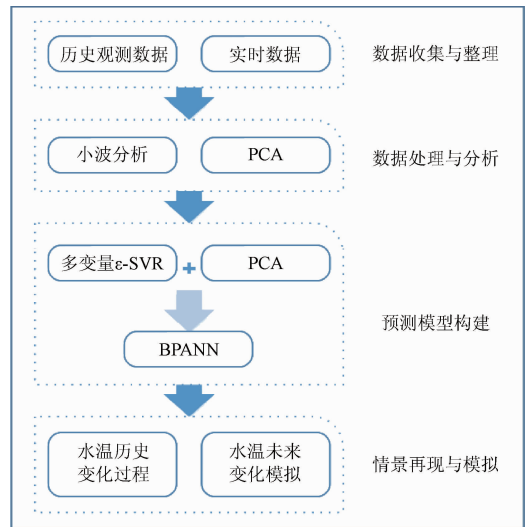 历史观测数据 实时数据 数据收集与整理
小波分析 PCA 数据处理与分析
多变量ε-SVR + PCA
预测模型构建
BPANN
水温历史
变化过程
水温未来
变化模拟
情景再现与模拟